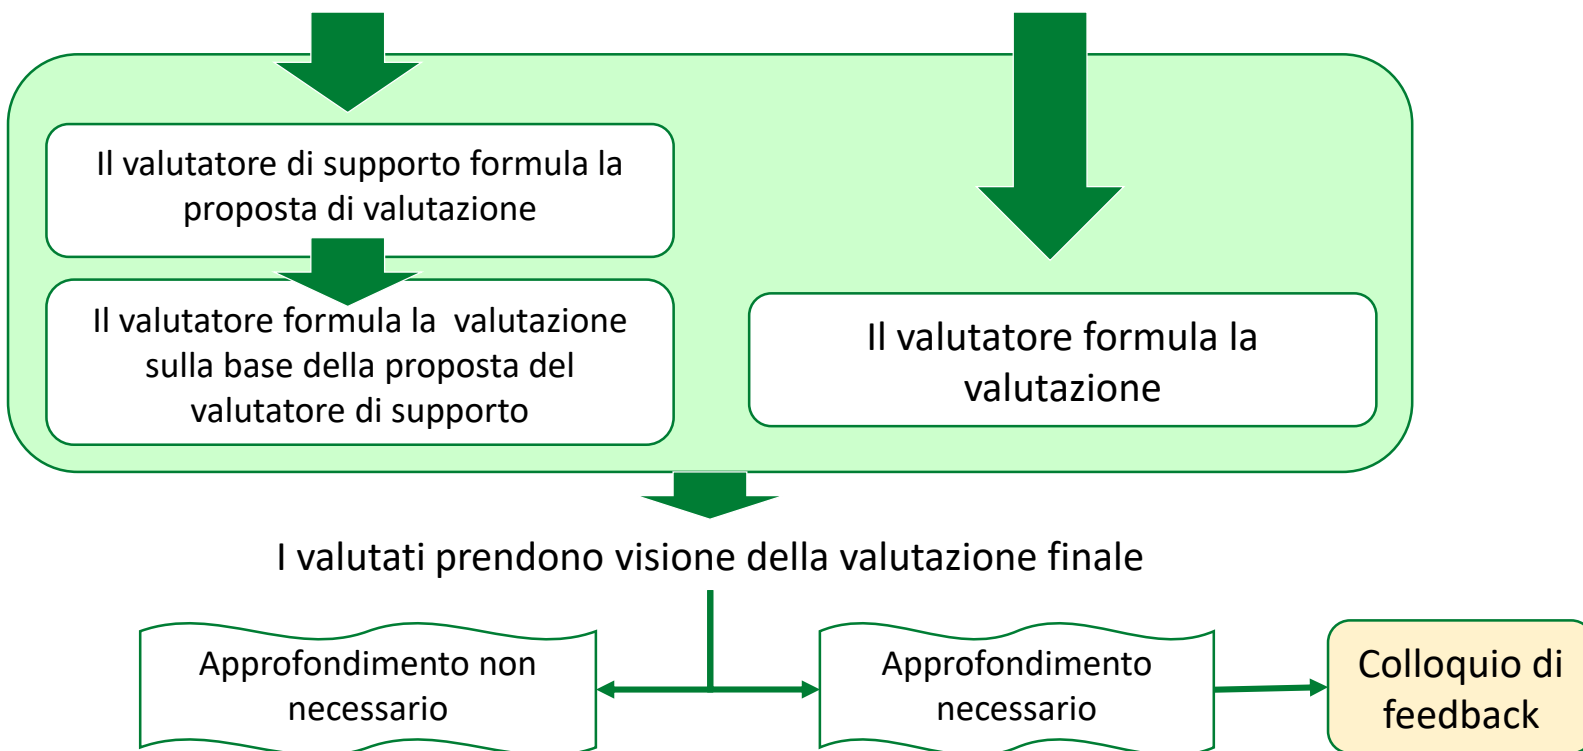 Il valutatore di supporto formula la
proposta di valutazione
Il valutatore formula la  valutazione
sulla base della proposta del
valutatore di supporto
Il valutatore formula la
valutazione
I valutati prendono visione della valutazione finale
Approfondimento non
necessario
Approfondimento
necessario
Colloquio di
feedback